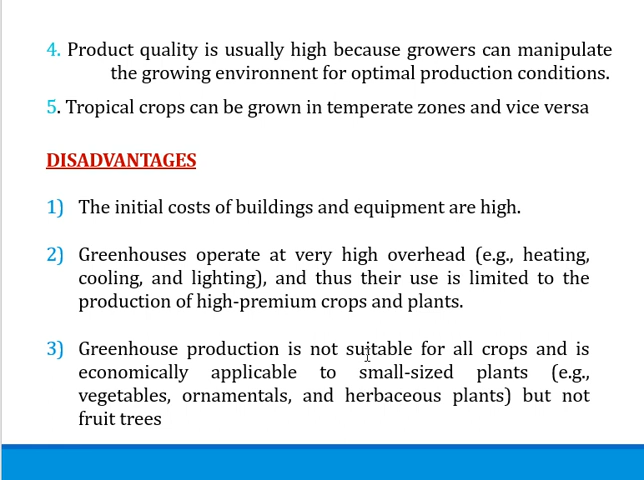 4. Product quality is usually high because growers can manipulate
the growing environnent for optimal production conditions.
5. Tropical crops can be grown in temperate zones and vice versa
DISADVANTAGES
1) The initial costs of buildings and equipment are high.
2) Greenhouses operate at very high overhead (e.g., heating,
cooling, and lighting), and thus their use is limited to the
production of high-premium crops and plants.
3) Greenhouse production is not suitable for all crops and is
economically applicable to small-sized plants (e.g.,
vegetables, ornamentals, and herbaceous plants) but not
fruit trees